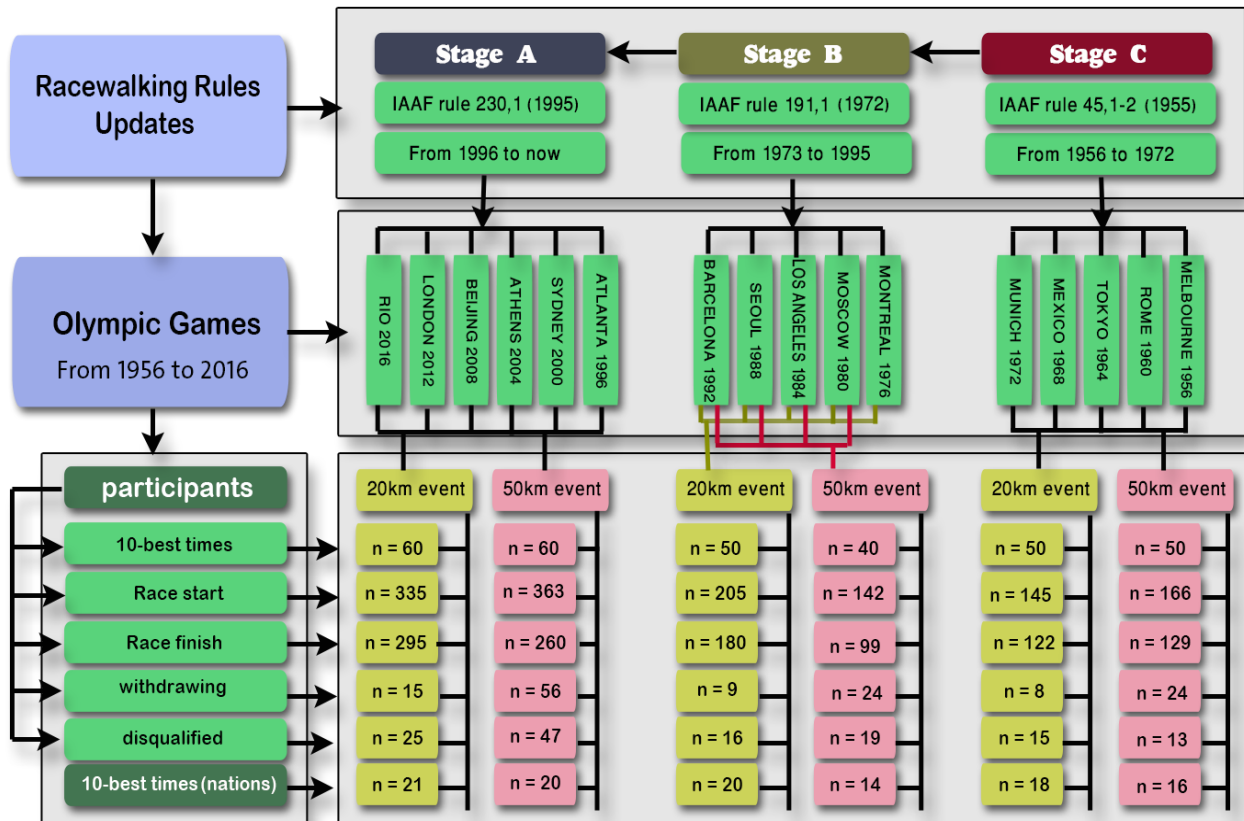 Racewalking Rules
Updates
Stage A
Stage B
Stage C
IAAF rule 230,1 (1995)
IAAF rule 191,1 (1972)
IAAF rule 45,1-2 (1955)
From 1996 to now
From 1973 to 1995
From 1956 to 1972
Olympic Games
From 1956 to 2016
RIO 2016
LONDON 2012
BEIJING 2008
ATHENS 2004
SYDNEY 2000
ATLANTA 1996
BARCELONA 1992
SEOUL 1988
LOS ANGELES 1984
MOSCOW 1980
MONTREAL 1976
MUNICH 1972
MEXICO 1968
TOKYO 1964
ROME 1960
MELBOURNE 1956
participants
20km event
50km event
20km event
50km event
20km event
50km event
10-best times
n = 60
n = 60
n = 50
n = 40
n = 50
n = 50
Race start
n = 335
n = 363
n = 205
n = 142
n = 145
n = 166
Race finish
n = 295
n = 260
n = 180
n = 99
n = 122
n = 129
withdrawing
n = 15
n = 56
n = 9
n = 24
n = 8
n = 24
disqualified
n = 25
n = 47
n = 16
n = 19
n = 15
n = 13
10-best times (nations)
n = 21
n = 20
n = 20
n = 14
n = 18
n = 16